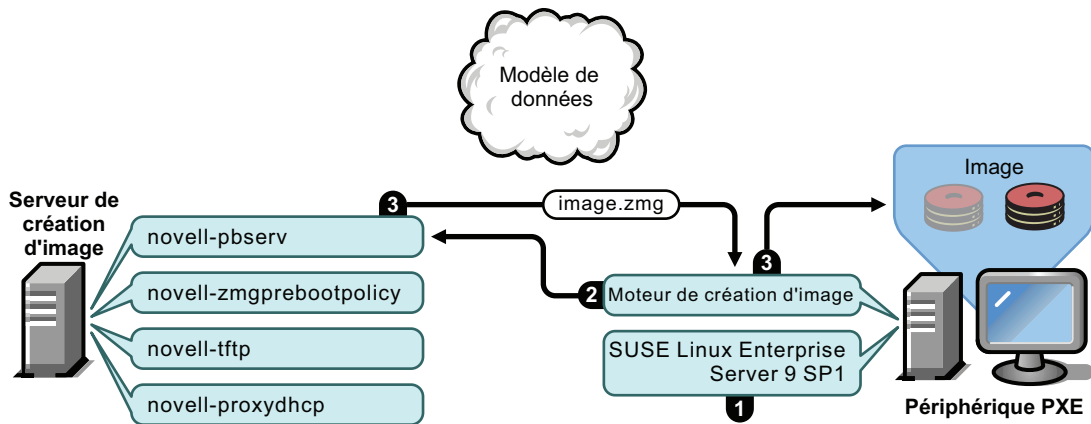 Modèle de
données
Serveur de
création
d'image
novell-pbserv
novell-zmgprebootpolicy
novell-tftp
novell-proxydhcp
3
image.zmg
2
Moteur de création d'image
3
SUSE Linux Enterprise
Server 9 SP1
1
Image
Périphérique PXE